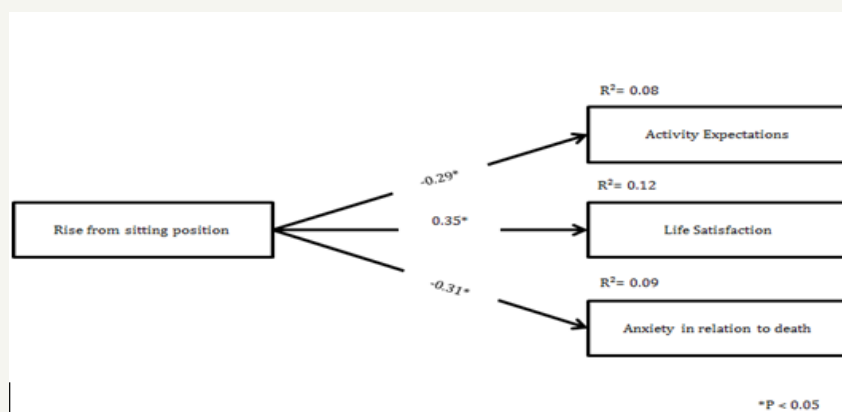 R²= 0.08
Activity Expectations
-0.29*
R²= 0.12
Rise from sitting position
0.35*
Life Satisfaction
-0.31*
R²= 0.09
Anxiety in relation to death
*P < 0.05